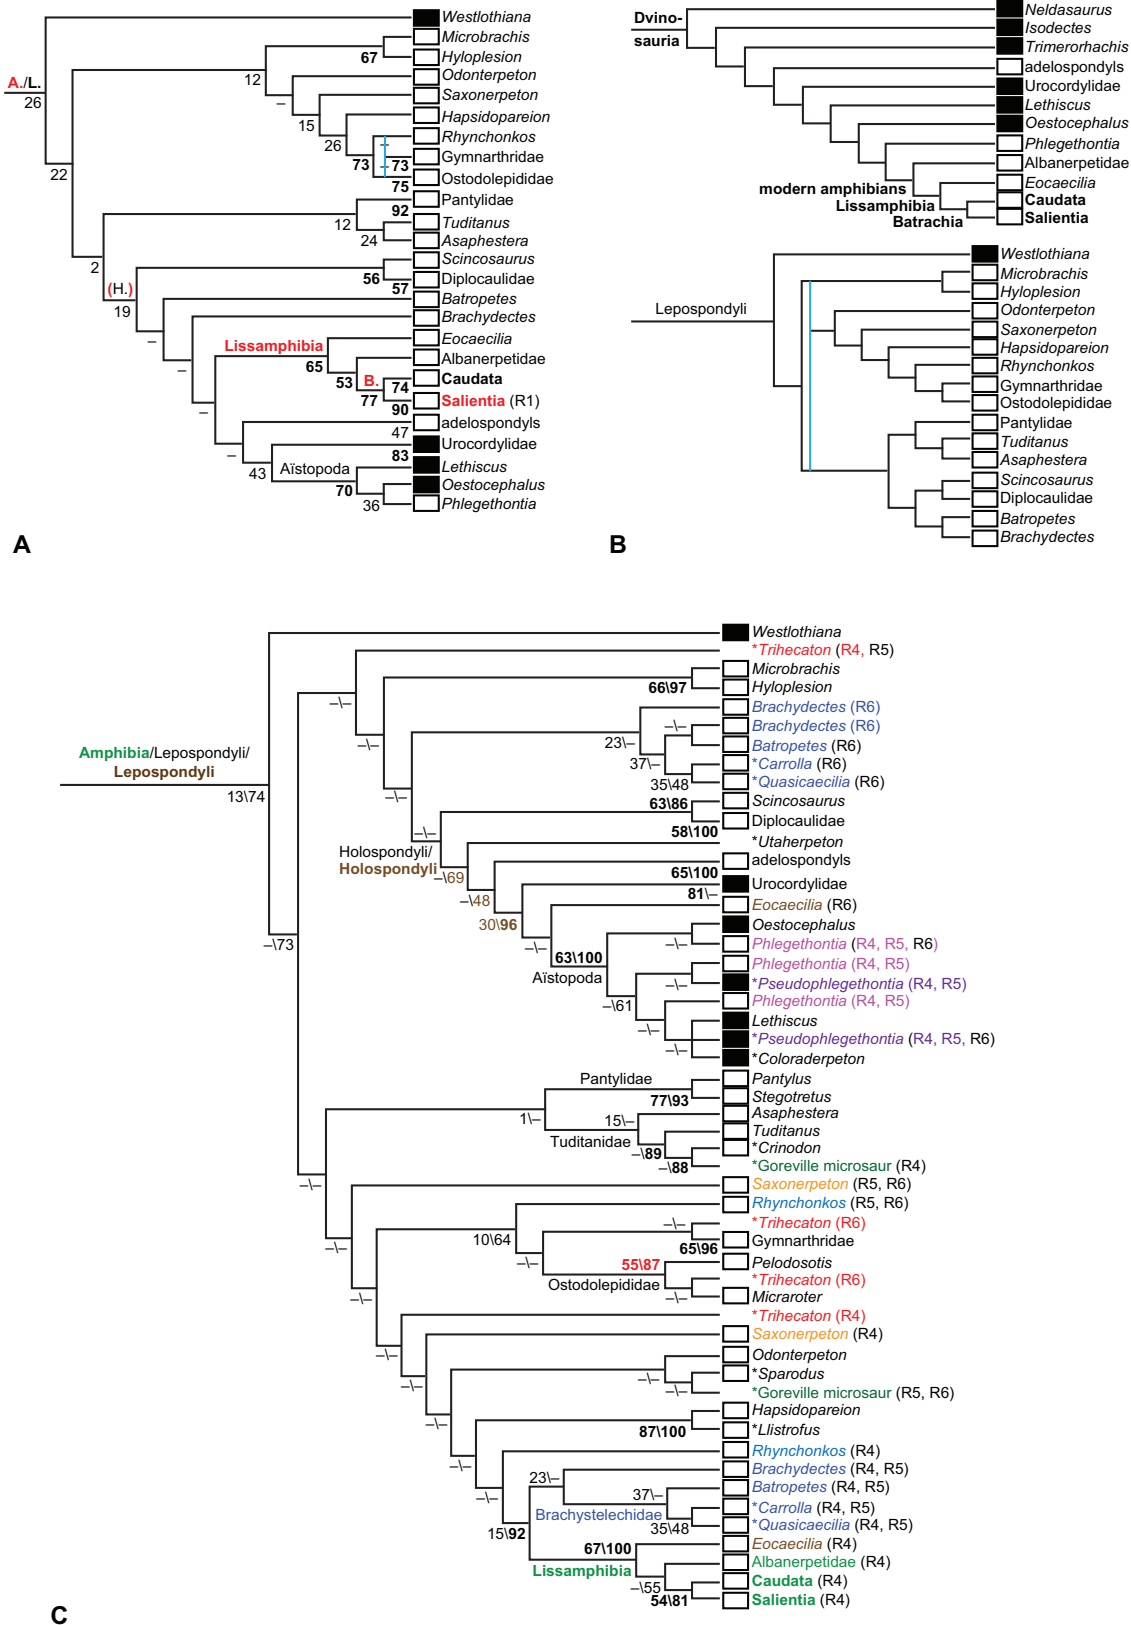 Westlothiana
Microbrachis
67
Hyloplesion
12
Odonterpeton
–
Saxonerpeton
15
Hapsidopareion
26
Rhynchonkos
–
73
Gymnarthridae
–
73
Ostodolepididae
75
A./L.
26
22
Pantylidae
92
12
Tuditanus
24
Asaphestera
2
Scincosaurus
56
Diplocaulidae
57
(H.)
19
Batropetes
–
Brachydectes
–
Eocaecilia
Lissamphibia
65
Albanerpetidae
53
B.
Caudata
74
77
Salientia (R1)
90
–
adelospondyls
47
–
Urocordylidae
83
43
Aïstopoda
Lethiscus
70
Oestocephalus
36
Phlegethontia
A
Dvino-
sauria
Neldasaurus
Isodectes
Trimerorhachis
adelospondyls
Urocordylidae
Lethiscus
Oestocephalus
Phlegethontia
Albanerpetidae
modern amphibians
Eocaecilia
Lissamphibia
Caudata
Batrachia
Salientia
Lepospondyli
Westlothiana
Microbrachis
Hyloplesion
Odonterpeton
Saxonerpeton
Hapsidopareion
Rhynchonkos
Gymnarthridae
Ostodolepididae
Pantylidae
Tuditanus
Asaphestera
Scincosaurus
Diplocaulidae
Batropetes
Brachydectes
B
Westlothiana
*Trihecaton (R4, R5)
–\–
Microbrachis
66\97
Hyloplesion
–\–
Brachydectes (R6)
–\–
Brachydectes (R6)
23\–
Batropetes (R6)
37\–
*Carrolla (R6)
35\48
*Quasicaecilia (R6)
Amphibia/Lepospondyli/
Lepospondyli
13\74
63\86
Scincosaurus
58\100
Diplocaulidae
–\–
Holospondyli/
Holospondyli
–\69
*Utaherpeton
adelospondyls
65\100
–\48
Urocordylidae
81\–
30\96
Eocaecilia (R6)
63\100
Aïstopoda
Oestocephalus
–\–
Phlegethontia (R4, R5, R6)
Phlegethontia (R4, R5)
–\–
*Pseudophlegethontia (R4, R5)
–\61
Phlegethontia (R4, R5)
–\–
Lethiscus
*Pseudophlegethontia (R4, R5, R6)
–\–
*Coloraderpeton
–\73
Pantylidae
Pantylus
77\93
Stegotretus
1\–
15\–
Asaphestera
Tuditanidae
Tuditanus
–\89
*Crinodon
–\88
*Goreville microsaur (R4)
–\–
Saxonerpeton (R5, R6)
–\–
Rhynchonkos (R5, R6)
10\64
–\–
*Trihecaton (R6)
Gymnarthridae
65\96
–\–
55\87
Ostodolepididae
Pelodosotis
*Trihecaton (R6)
–\–
Micraroter
–\–
*Trihecaton (R4)
–\–
Saxonerpeton (R4)
–\–
Odonterpeton
–\–
*Sparodus
–\–
*Goreville microsaur (R5, R6)
–\–
Hapsidopareion
87\100
*Llistrofus
–\–
Rhynchonkos (R4)
–\–
23\–
Brachydectes (R4, R5)
37\–
Batropetes (R4, R5)
Brachystelechidae
*Carrolla (R4, R5)
35\48
*Quasicaecilia (R4, R5)
15\92
67\100
Lissamphibia
Eocaecilia (R4)
Albanerpetidae (R4)
–\55
Caudata (R4)
54\81
Salientia (R4)
C